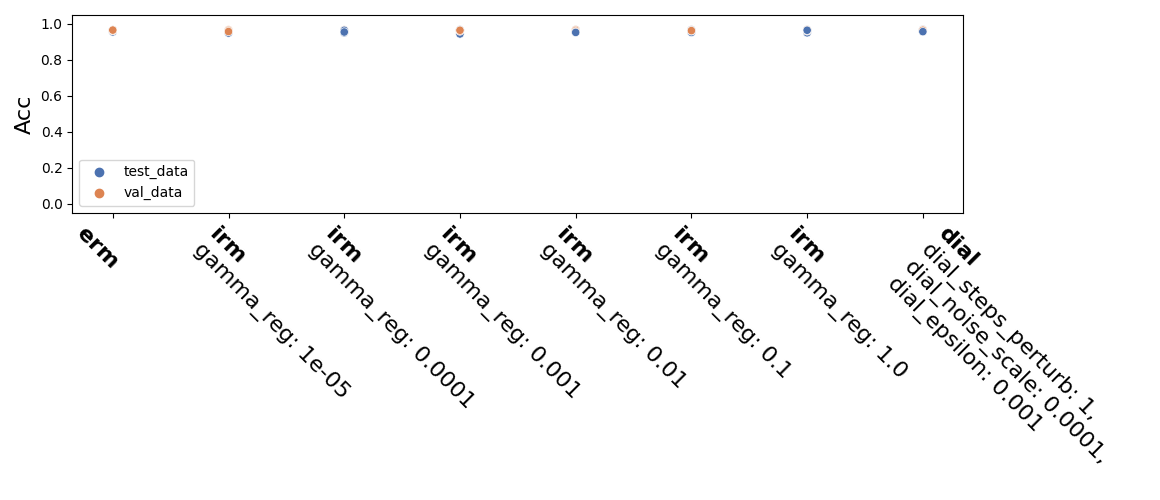 1.0
0.8
0.6
0.4
0.2
0.0
Acc
test_data
val_data
erm
irm
gamma_reg: 1e-05
irm
gamma_reg: 0.0001
irm
gamma_reg: 0.001
irm
gamma_reg: 0.01
irm
gamma_reg: 0.1
irm
gamma_reg: 1.0
dial
dial_steps_perturb: 1,
dial_noise_scale: 0.0001,
dial_epsilon: 0.001